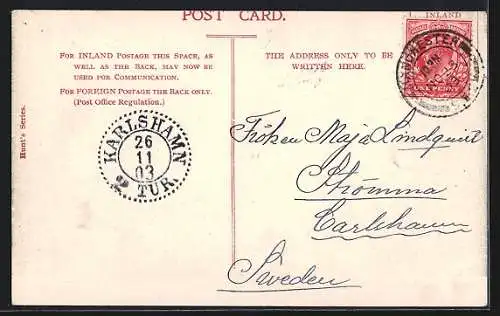 POST CARD.
INLAND
FOR INLAND POSTAGE THIS SPACE, AS
WELL AS THE BACK, MAY NOW BE
USED FOR COMMUNICATION.
FOR FOREIGN POSTAGE THE BACK ONLY.
(Post Office Regulation.)
THE ADDRESS ONLY TO BE
WRITTEN HERE.
ONE PENNY
Hunt's Series.
KARLSHAMN
26
11
03
2 TUR.
Fröken Maja Lindquist
Strömma
Carlshamn
Sweden